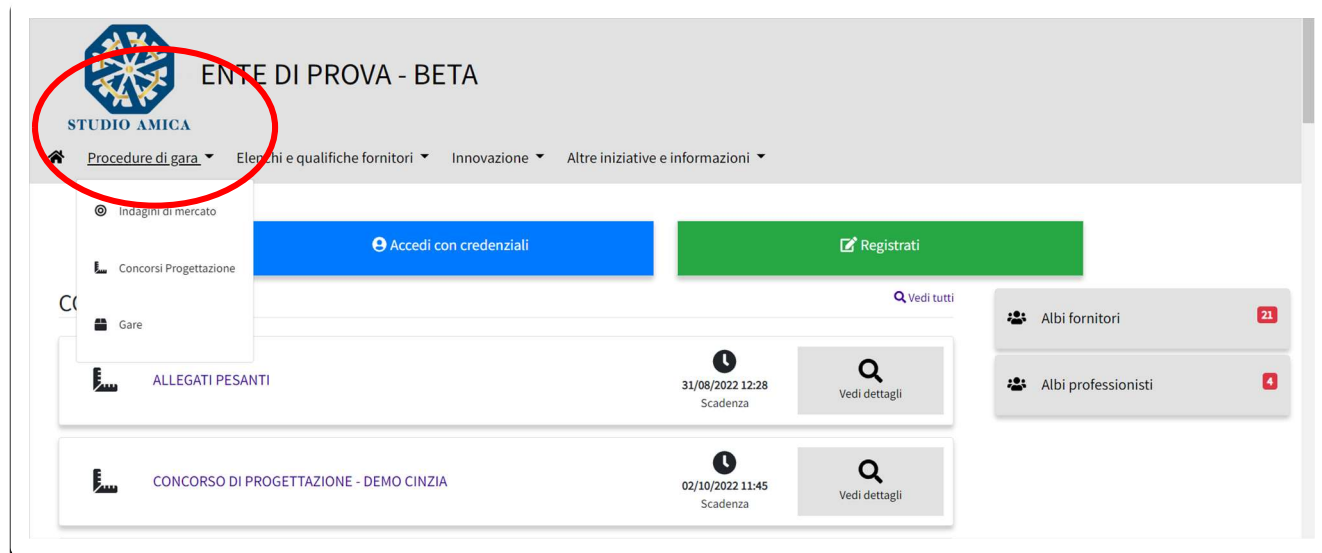 ENTE DI PROVA - BETA
STUDIO AMICA
Procedure di gara Elenchi e qualifiche fornitori Innovazione Altre iniziative e informazioni
Indagini di mercato
Concorsi Progettazione
Gare
Accedi con credenziali Registrati
Vedi tutti
ALLEGATI PESANTI
31/08/2022 12:28
Scadenza
Vedi dettagli
CONCORSO DI PROGETTAZIONE - DEMO CINZIA
02/10/2022 11:45
Scadenza
Vedi dettagli
Albi fornitori 21
Albi professionisti 4